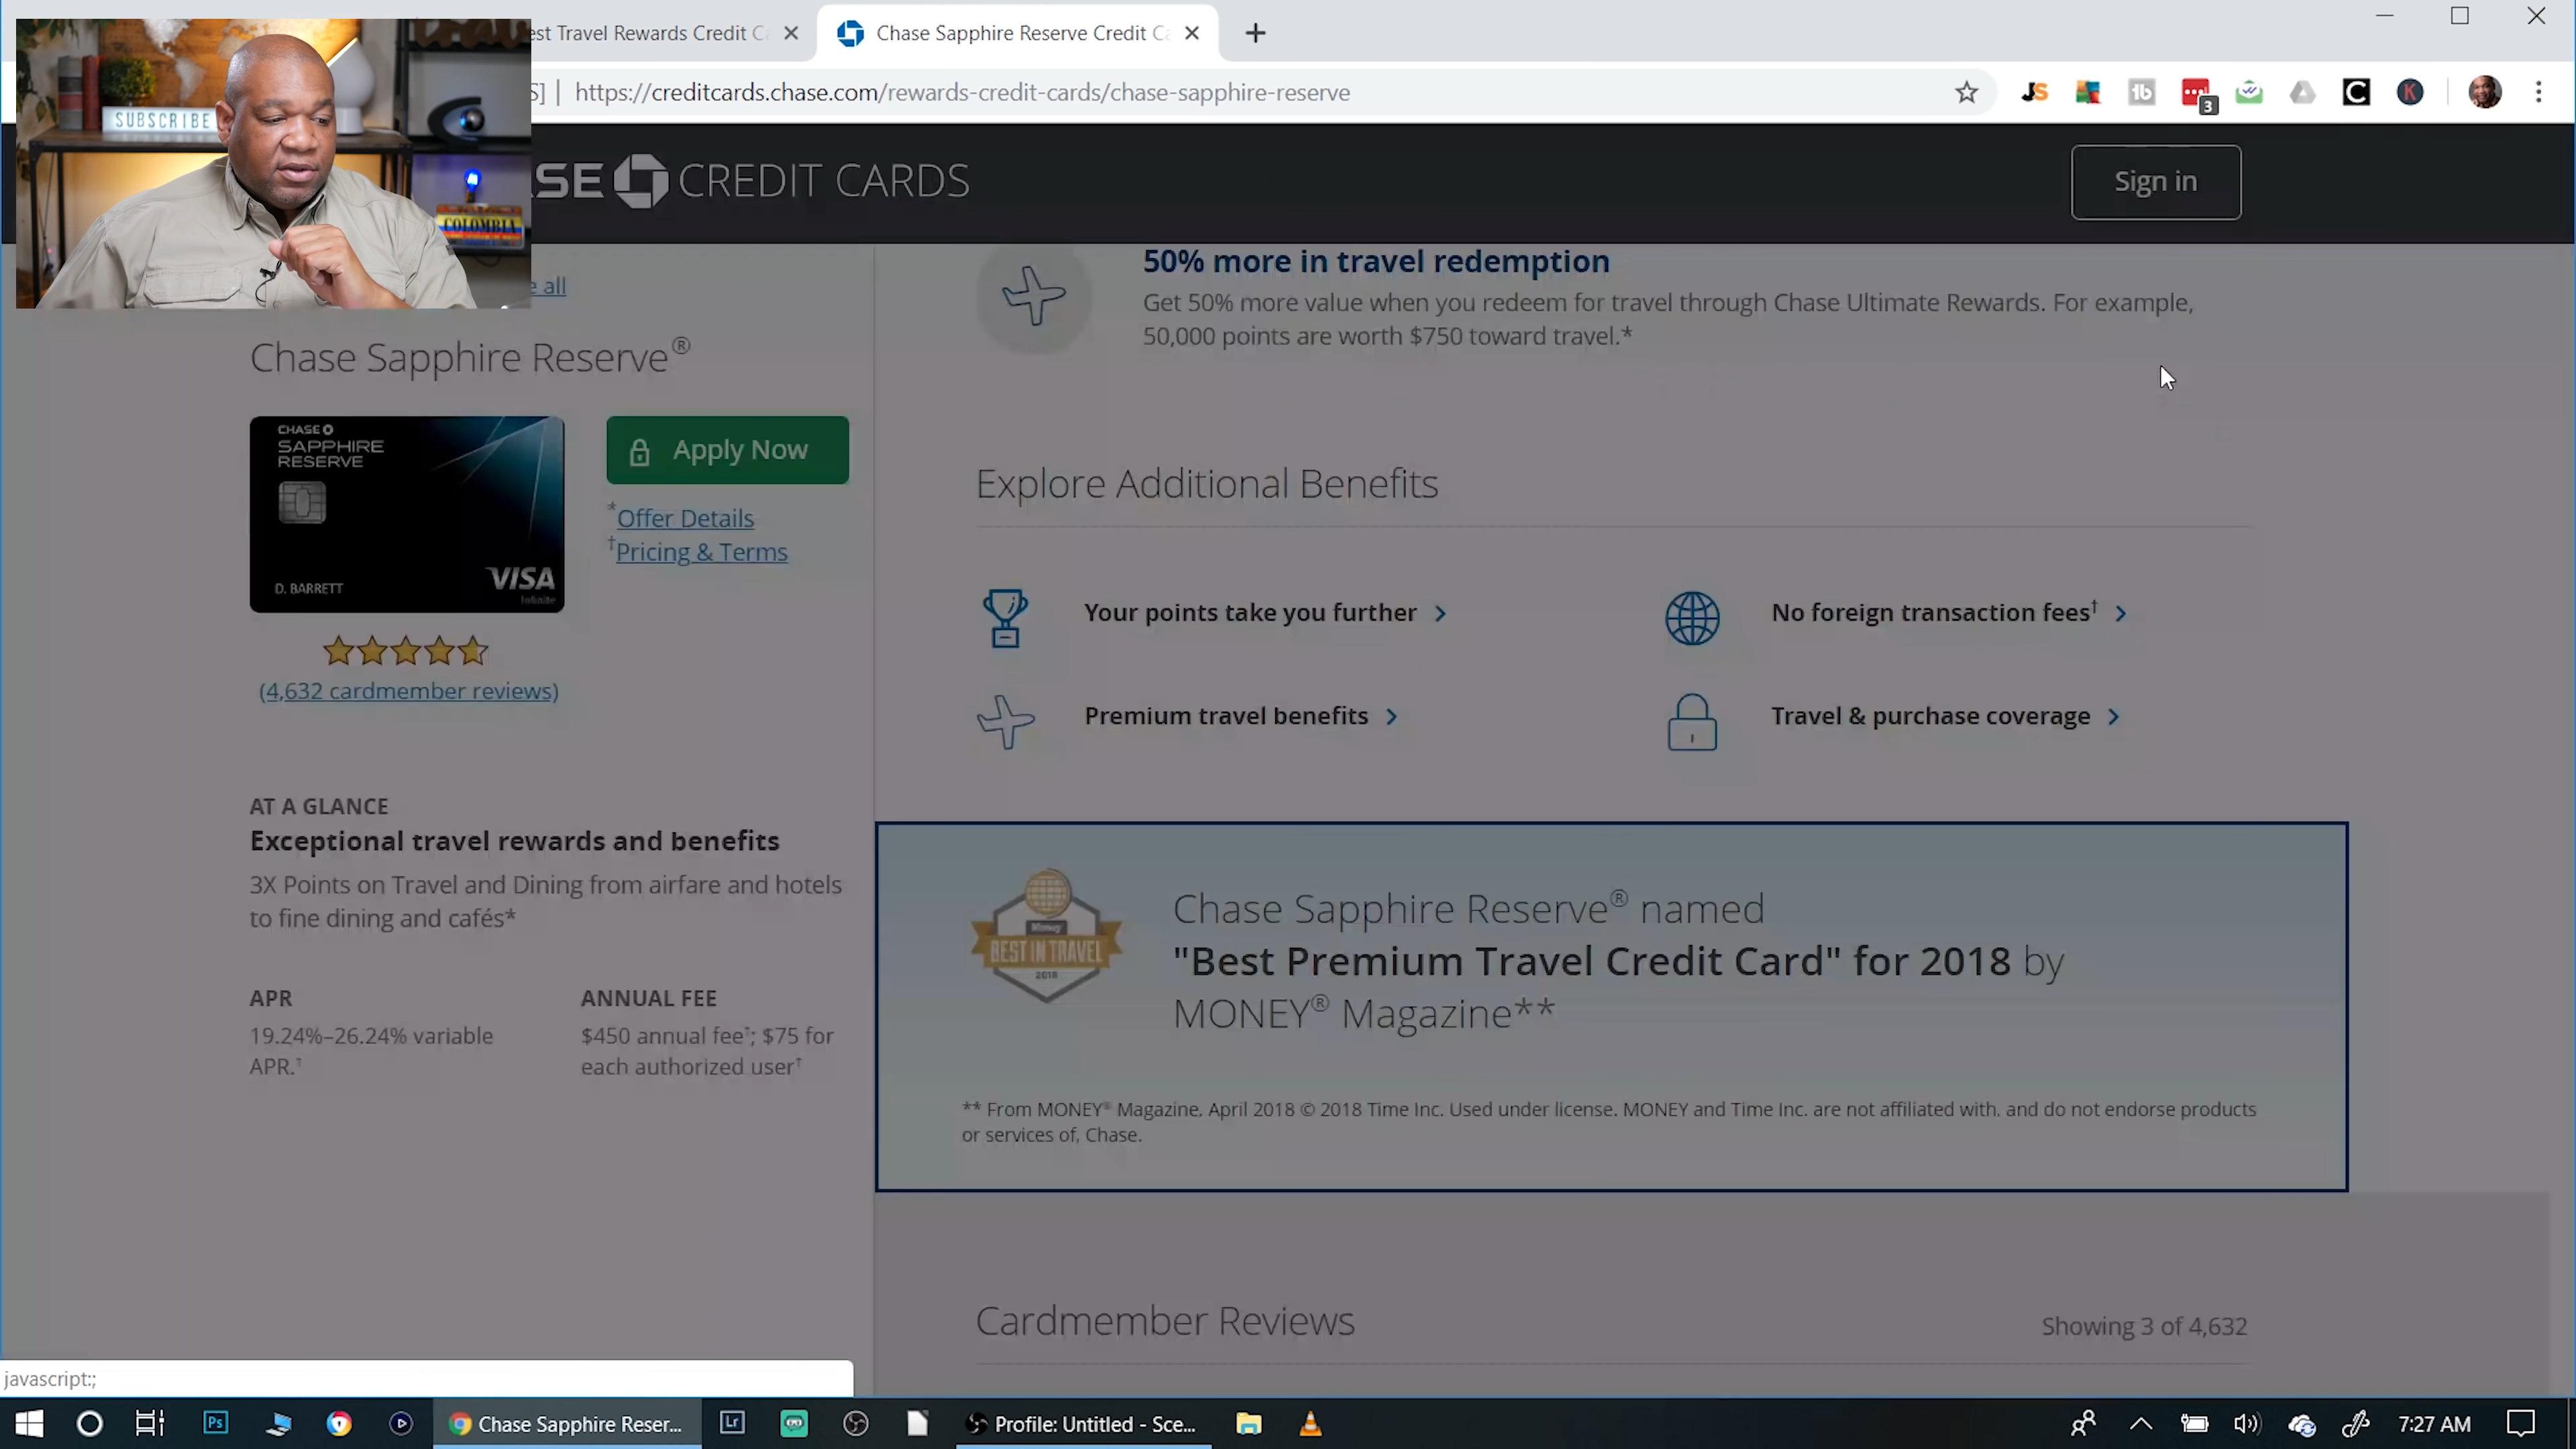 est Travel Rewards Credit C
Chase Sapphire Reserve Credit Ca
S] | https://creditcards.chase.com/rewards-credit-cards/chase-sapphire-reserve
JS
tb
3
C
K
SUBSCRIBE
COLOMBIA
ASE CREDIT CARDS
Sign in
e all
50% more in travel redemption
Get 50% more value when you redeem for travel through Chase Ultimate Rewards. For example,
50,000 points are worth $750 toward travel.*
Chase Sapphire Reserve®
CHASE
SAPPHIRE
RESERVE
D. BARRETT
VISA
Infinite
Apply Now
*Offer Details
†Pricing & Terms
(4,632 cardmember reviews)
AT A GLANCE
Exceptional travel rewards and benefits
3X Points on Travel and Dining from airfare and hotels
to fine dining and cafés*
APR
19.24%–26.24% variable
APR.†
ANNUAL FEE
$450 annual fee†; $75 for
each authorized user†
Explore Additional Benefits
Your points take you further
No foreign transaction fees†
Premium travel benefits
Travel & purchase coverage
Money
BEST IN TRAVEL
2018
Chase Sapphire Reserve® named
"Best Premium Travel Credit Card" for 2018 by
MONEY® Magazine**
** From MONEY® Magazine. April 2018 © 2018 Time Inc. Used under license. MONEY and Time Inc. are not affiliated with. and do not endorse products
or services of, Chase.
Cardmember Reviews
Showing 3 of 4,632
javascript:;
Ps
Chase Sapphire Reser...
Lr
Profile: Untitled - Sce...
7:27 AM